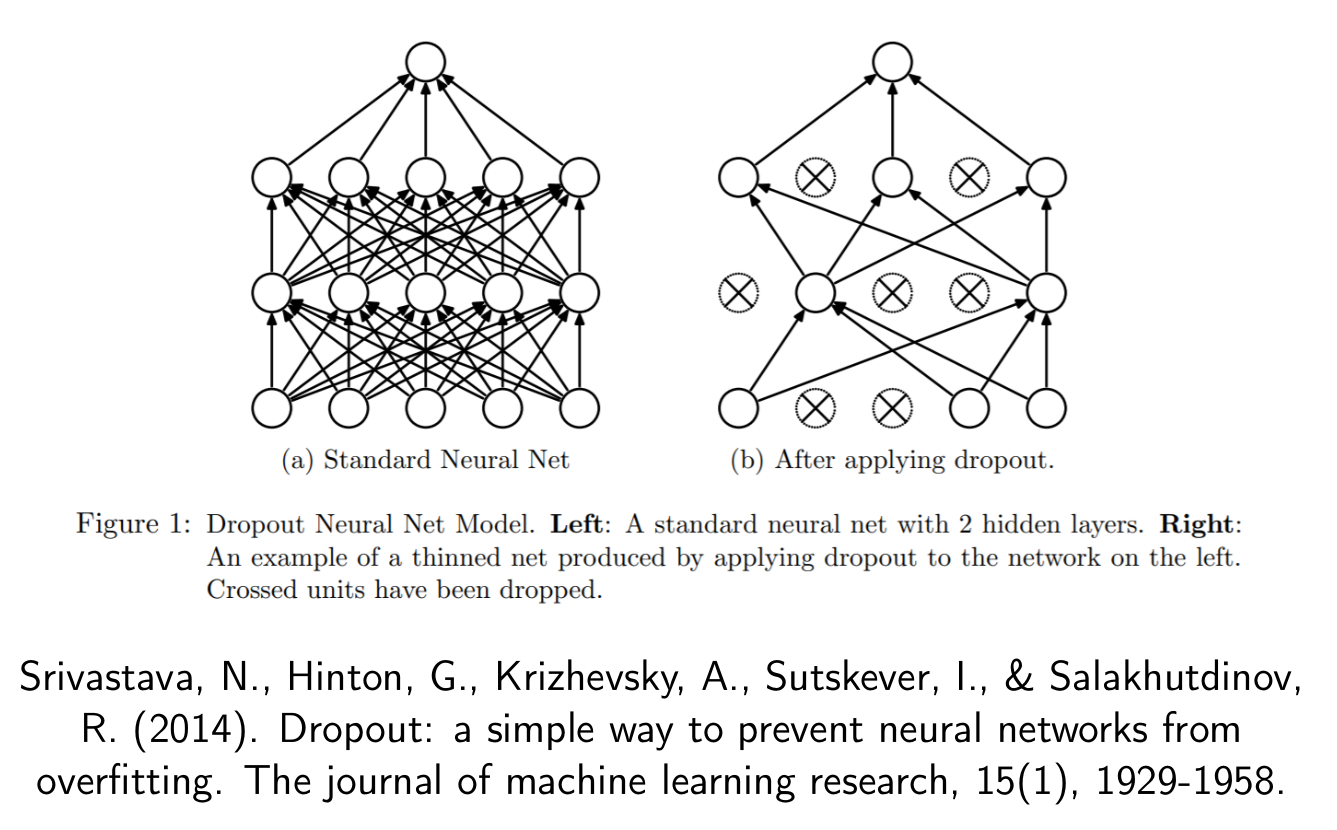 (a) Standard Neural Net
(b) After applying dropout.
Figure 1: Dropout Neural Net Model. Left: A standard neural net with 2 hidden layers. Right:
An example of a thinned net produced by applying dropout to the network on the left.
Crossed units have been dropped.
Srivastava, N., Hinton, G., Krizhevsky, A., Sutskever, I., & Salakhutdinov,
R. (2014). Dropout: a simple way to prevent neural networks from
overfitting. The journal of machine learning research, 15(1), 1929-1958.